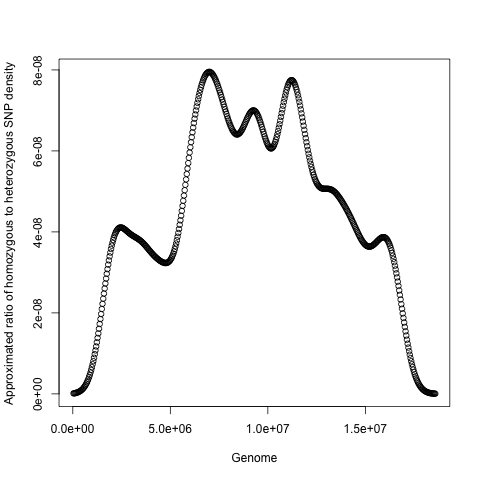 Approximated ratio of homozygous to heterozygous SNP density
8e-08
6e-08
4e-08
2e-08
0e+00
0.0e+00 5.0e+06 1.0e+07 1.5e+07
Genome